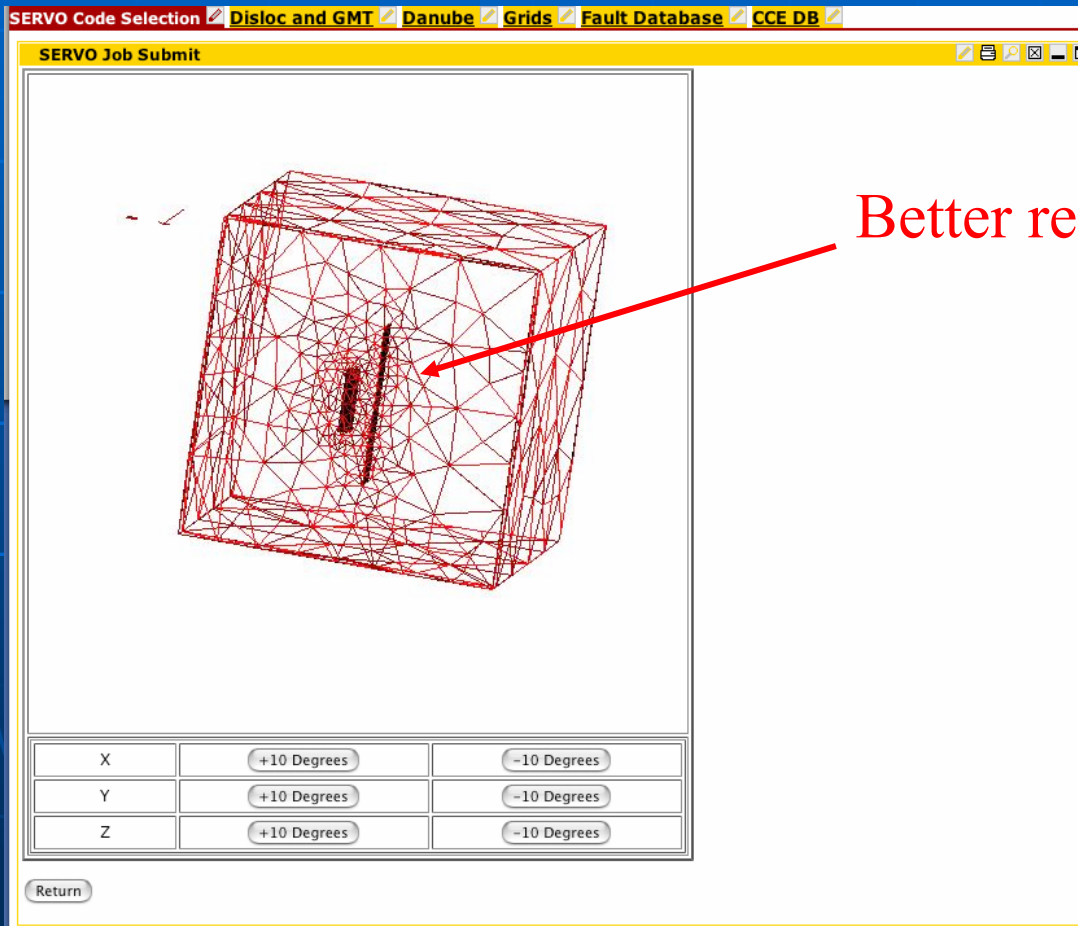 SERVO Code Selection Disloc and GMT Danube Grids Fault Database CCE DB
SERVO Job Submit
Better re
X +10 Degrees -10 Degrees
Y +10 Degrees -10 Degrees
Z +10 Degrees -10 Degrees
Return